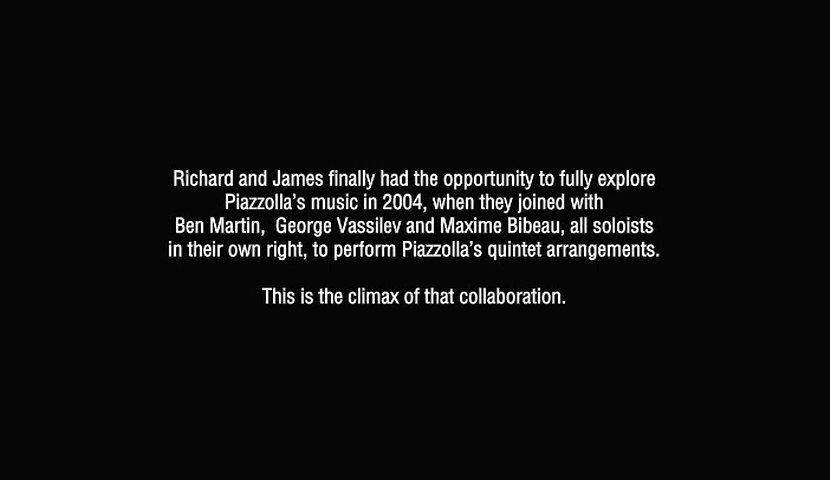 Richard and James finally had the opportunity to fully explore
Piazzolla's music in 2004, when they joined with
Ben Martin,  George Vassilev and Maxime Bibeau, all soloists
in their own right, to perform Piazzolla's quintet arrangements.
This is the climax of that collaboration.